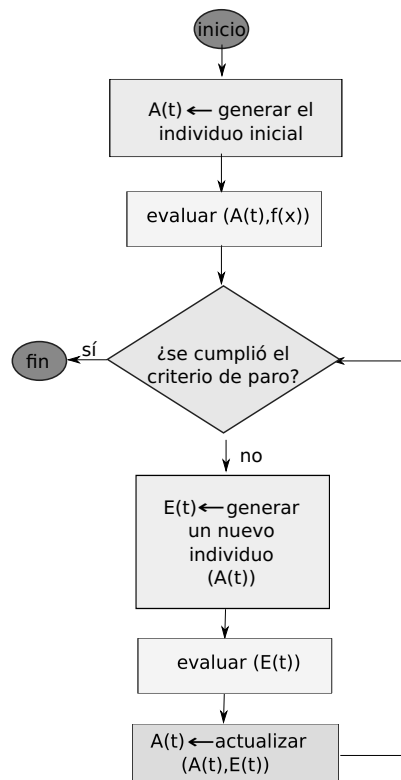 inicio
A(t) ← generar el
individuo inicial
evaluar (A(t),f(x))
¿se cumplió el
criterio de paro?
sí
fin
no
E(t)←generar
un nuevo
individuo
(A(t))
evaluar (E(t))
A(t) ←actualizar
(A(t),E(t))